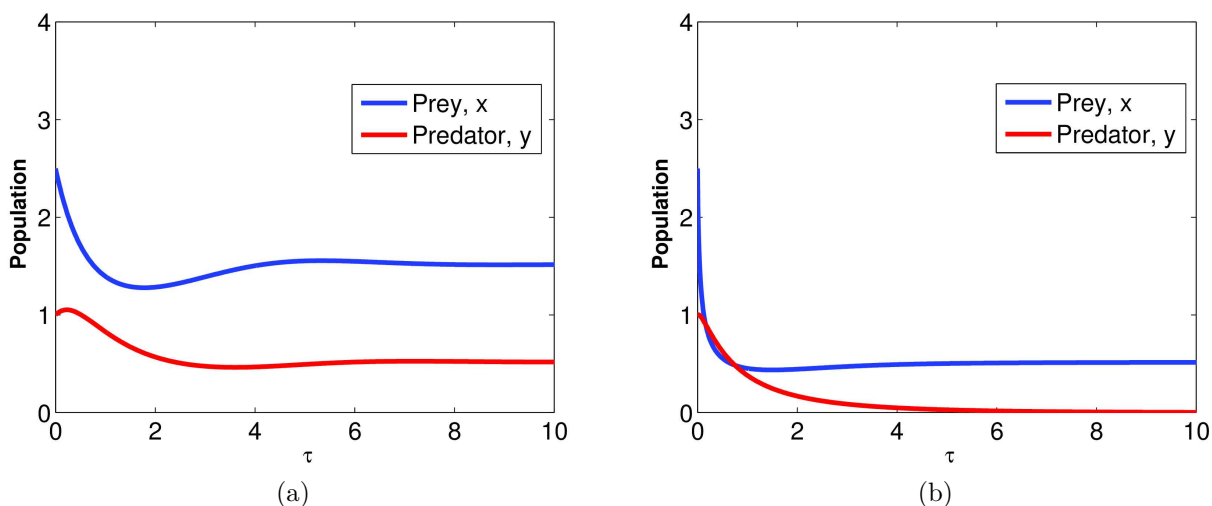 4
3
2
1
0
Population
Prey, x
Predator, y
0 2 4 6 8 10
τ
(a)
4
3
2
1
0
Population
Prey, x
Predator, y
0 2 4 6 8 10
τ
(b)